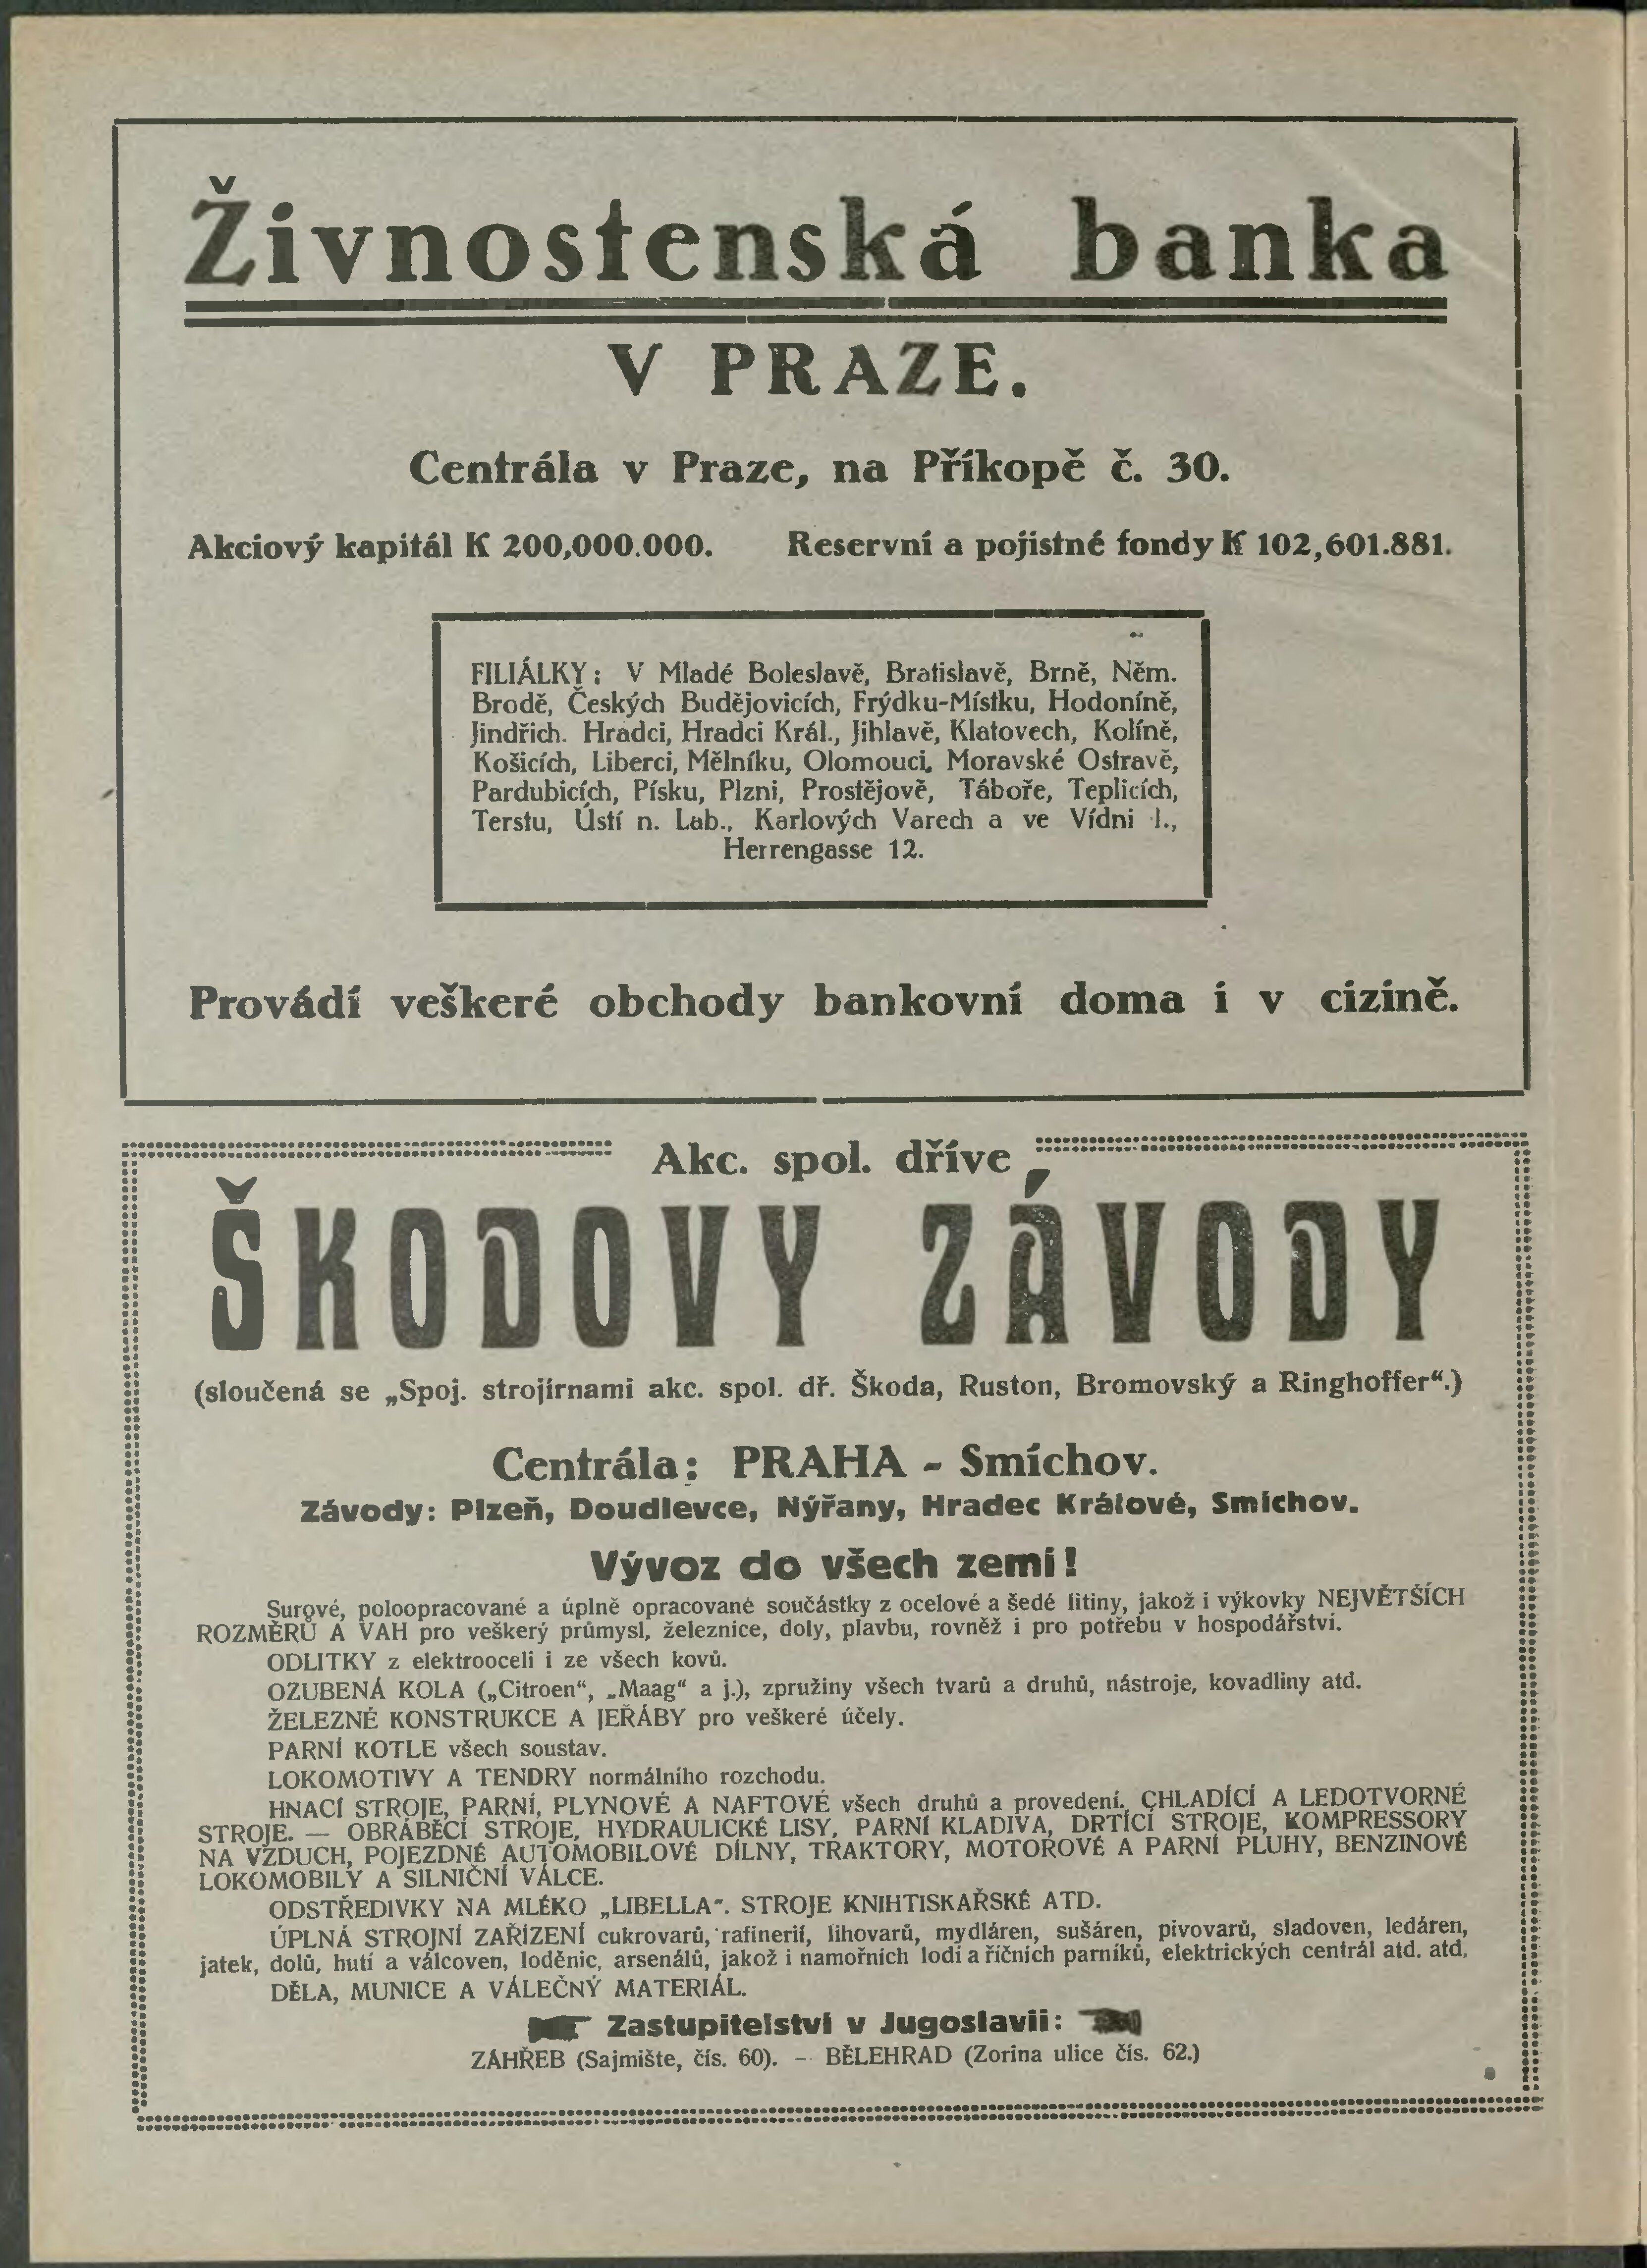 Živnostenská banka
V PRAZE.
Centrála v Praze, na Příkopě č. 30.
Akciový kapitál K 200,000.000. Reservní a pojistné fondy K 102,601.881.
FILIÁLKY: V Mladé Boleslavě, Bratislavě, Brně, Něm.
Brodě, Českých Budějovicích, Frýdku-Místku, Hodoníně,
Jindřich. Hradci, Hradci Král., Jihlavě, Klatovech, Kolíně,
Košicích, Liberci, Mělníku, Olomouci, Moravské Ostravě,
Pardubicích, Písku, Plzni, Prostějově, Táboře, Teplicích,
Terstu, Ústí n. Lab., Karlových Varech a ve Vídni I.,
Herrengasse 12.
Provádí veškeré obchody bankovní doma i v cizině.
Akc. spol. dříve
ŠKODOVY ZÁVODY
(sloučená se „Spoj. strojírnami akc. spol. dř. Škoda, Ruston, Bromovský a Ringhoffer“.)
Centrála: PRAHA - Smíchov.
Závody: Plzeň, Doudlevce, Nýřany, Hradec Králové, Smíchov.
Vývoz do všech zemí!
Surové, poloopracované a úplně opracované součástky z ocelové a šedé litiny, jakož i výkovky NEJVĚTŠÍCH
ROZMĚRŮ A VAH pro veškerý průmysl, železnice, doly, plavbu, rovněž i pro potřebu v hospodářství.
ODLITKY z elektrooceli i ze všech kovů.
OZUBENÁ KOLA („Citroen“, „Maag“ a j.), zpružiny všech tvarů a druhů, nástroje, kovadliny atd.
ŽELEZNÉ KONSTRUKCE A JEŘÁBY pro veškeré účely.
PARNÍ KOTLE všech soustav.
LOKOMOTIVY A TENDRY normálního rozchodu.
HNACÍ STROJE, PARNÍ, PLYNOVÉ A NAFTOVÉ všech druhů a provedení. CHLADÍCÍ A LEDOTVORNÉ
STROJE. — OBRÁBĚCÍ STROJE, HYDRAULICKÉ LISY, PARNÍ KLADIVA, DRTÍCÍ STROJE, KOMPRESSORY
NA VZDUCH, POJEZDNÉ AUTOMOBILOVÉ DÍLNY, TRAKTORY, MOTOROVÉ A PARNÍ PLUHY, BENZINOVÉ
LOKOMOBILY A SILNIČNÍ VÁLCE.
ODSTŘEDIVKY NA MLÉKO „LIBELLA“. STROJE KNIHTISKAŘSKÉ ATD.
ÚPLNÁ STROJNÍ ZAŘÍZENÍ cukrovarů, rafinerií, lihovarů, mydláren, sušáren, pivovarů, sladoven, ledáren,
jatek, dolů, hutí a válcoven, loděnic, arsenálů, jakož i namořních lodí a říčních parníků, elektrických centrál atd. atd.
DĚLA, MUNICE A VÁLEČNÝ MATERIÁL.
Zastupitelství v Jugoslavii:
ZÁHŘEB (Sajmište, čís. 60). - BĚLEHRAD (Zorina ulice čís. 62.)